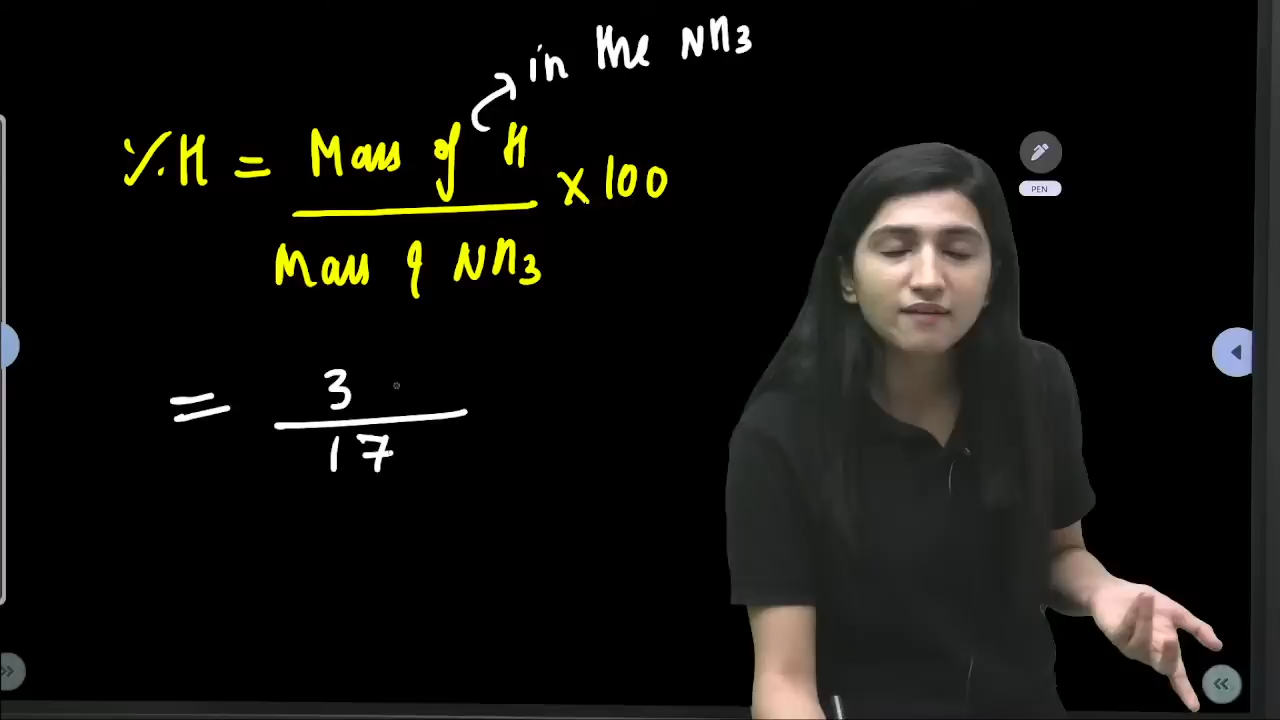 in the NH3
%H = Mass of H / Mass of NH3 × 100
= 3 / 17
PEN